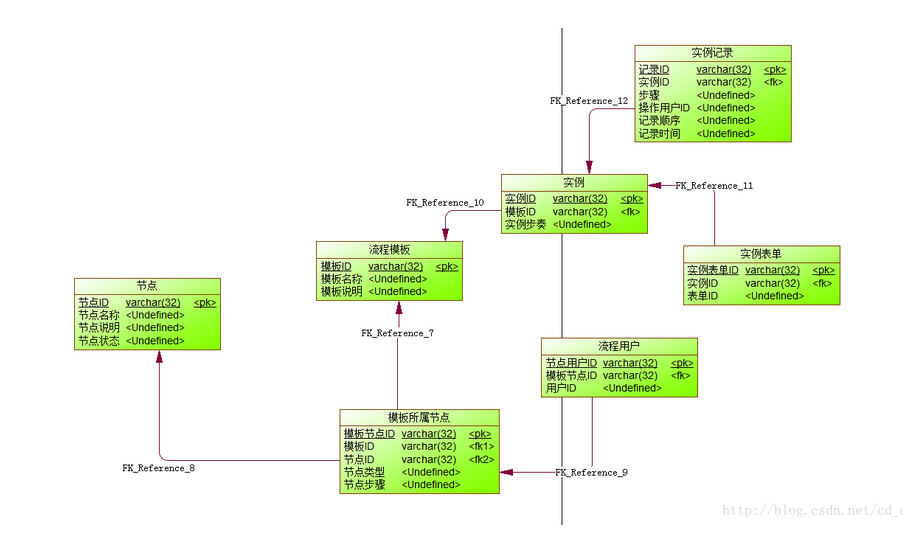 实例记录
记录ID varchar(32) <pk>
实例ID varchar(32) <fk>
步骤 <Undefined>
操作用户ID <Undefined>
记录顺序 <Undefined>
记录时间 <Undefined>
FK_Reference_12
实例
实例ID varchar(32) <pk>
模板ID varchar(32) <fk>
实例步奏 <Undefined>
FK_Reference_11
FK_Reference_10
流程模板
模板ID varchar(32) <pk>
模板名称 <Undefined>
模板说明 <Undefined>
实例表单
实例表单ID varchar(32) <pk>
实例ID varchar(32) <fk>
表单ID <Undefined>
节点
节点ID varchar(32) <pk>
节点名称 <Undefined>
节点说明 <Undefined>
节点状态 <Undefined>
FK_Reference_7
流程用户
节点用户ID varchar(32) <pk>
模板节点ID varchar(32) <fk>
用户ID <Undefined>
模板所属节点
模板节点ID varchar(32) <pk>
模板ID varchar(32) <fk1>
节点ID varchar(32) <fk2>
节点类型 <Undefined>
节点步骤 <Undefined>
FK_Reference_8
FK_Reference_9
http://blog.csdn.net/cd_